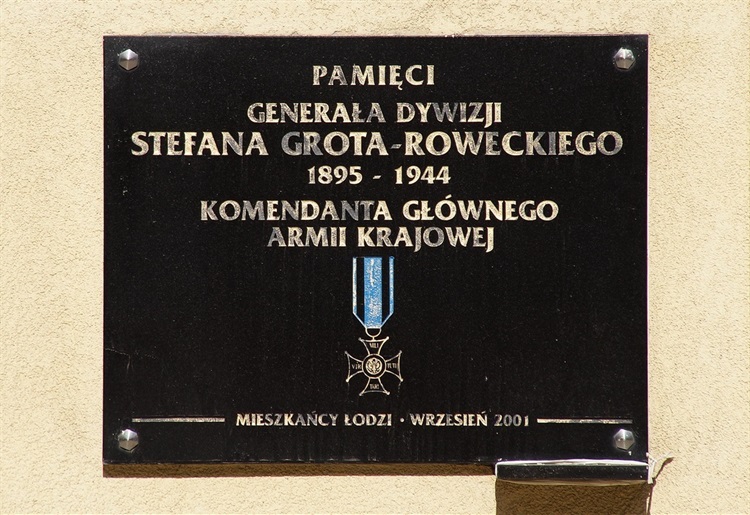 PAMIĘCI
GENERAŁA DYWIZJI
STEFANA GROTA-ROWECKIEGO
1895 - 1944
KOMENDANTA GŁÓWNEGO
ARMII KRAJOWEJ
MIESZKAŃCY ŁODZI · WRZESIEŃ 2001